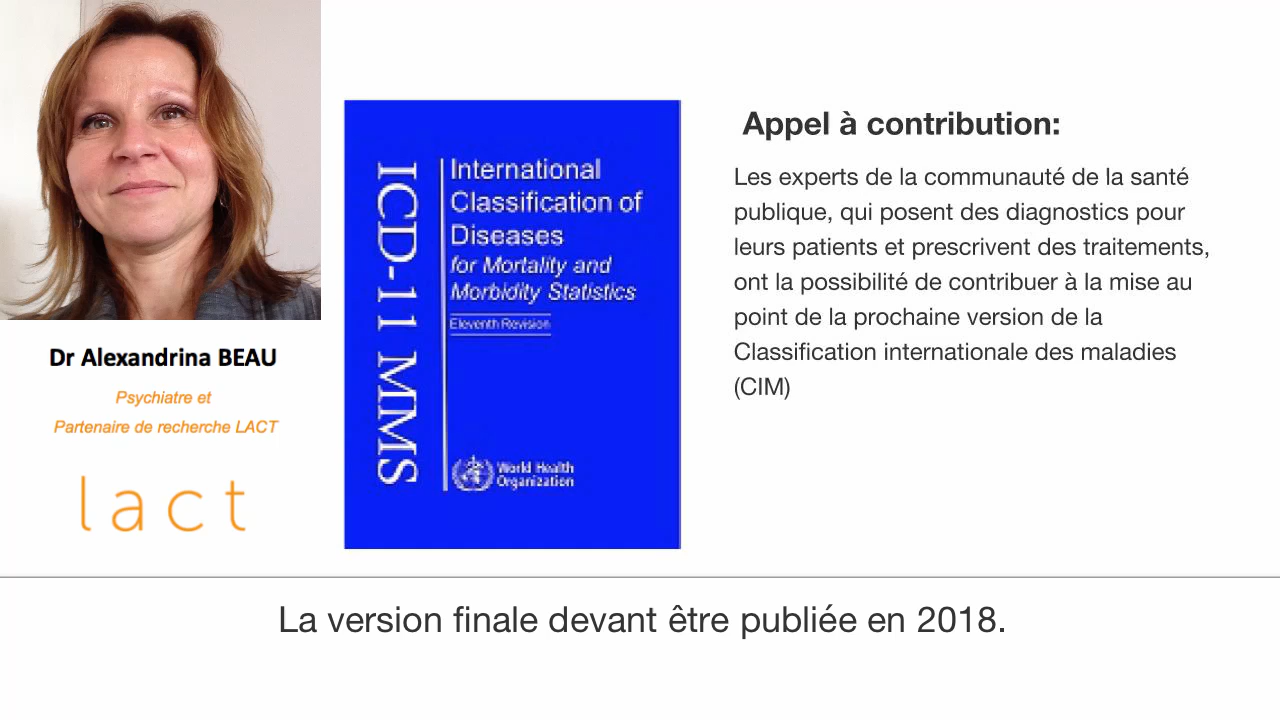 Dr Alexandrina BEAU
Psychiatre et
Partenaire de recherche LACT
lact
ICD-11 MMS
International
Classification of
Diseases
for Mortality and
Morbidity Statistics
Eleventh Revision
World Health
Organization
Appel à contribution:
Les experts de la communauté de la santé
publique, qui posent des diagnostics pour
leurs patients et prescrivent des traitements,
ont la possibilité de contribuer à la mise au
point de la prochaine version de la
Classification internationale des maladies
(CIM)
La version finale devant être publiée en 2018.